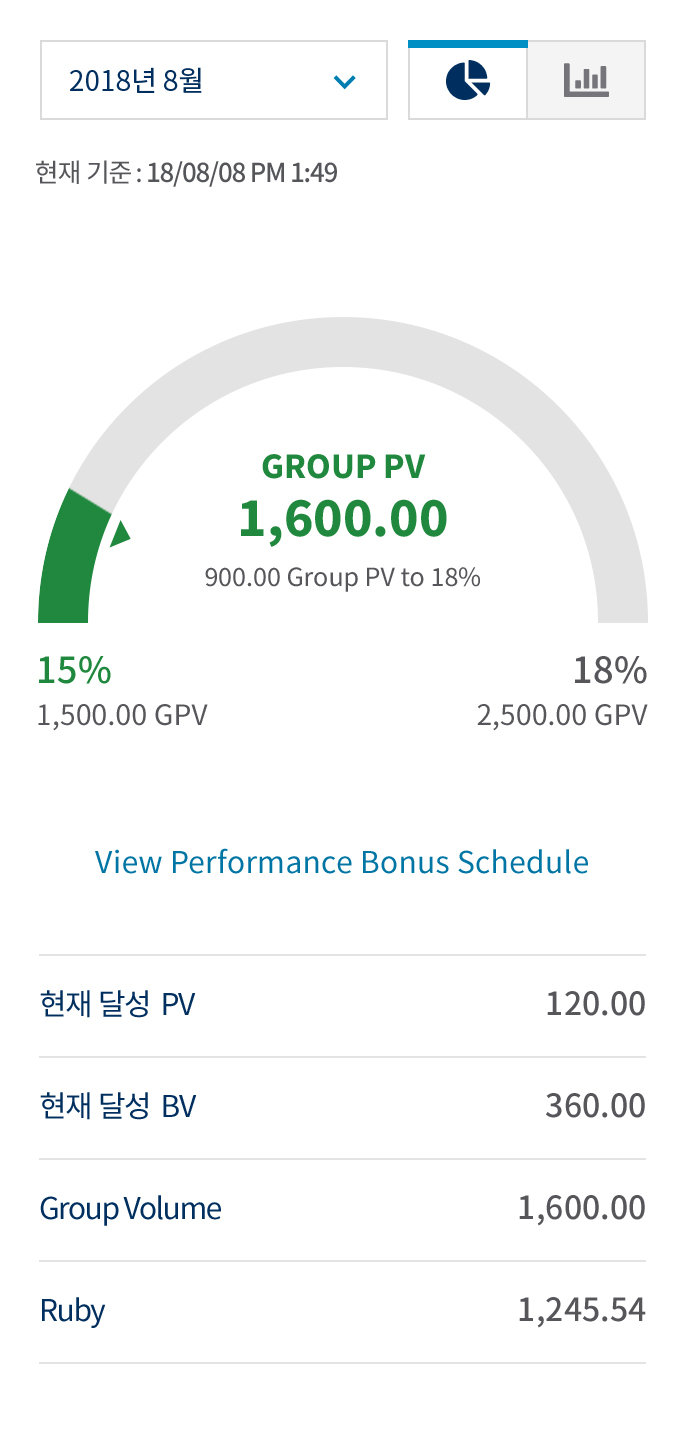 2018년 8월
현재 기준 : 18/08/08 PM 1:49
GROUP PV
1,600.00
900.00 Group PV to 18%
15%
18%
1,500.00 GPV
2,500.00 GPV
View Performance Bonus Schedule
현재 달성 PV 120.00
현재 달성 BV 360.00
Group Volume 1,600.00
Ruby 1,245.54